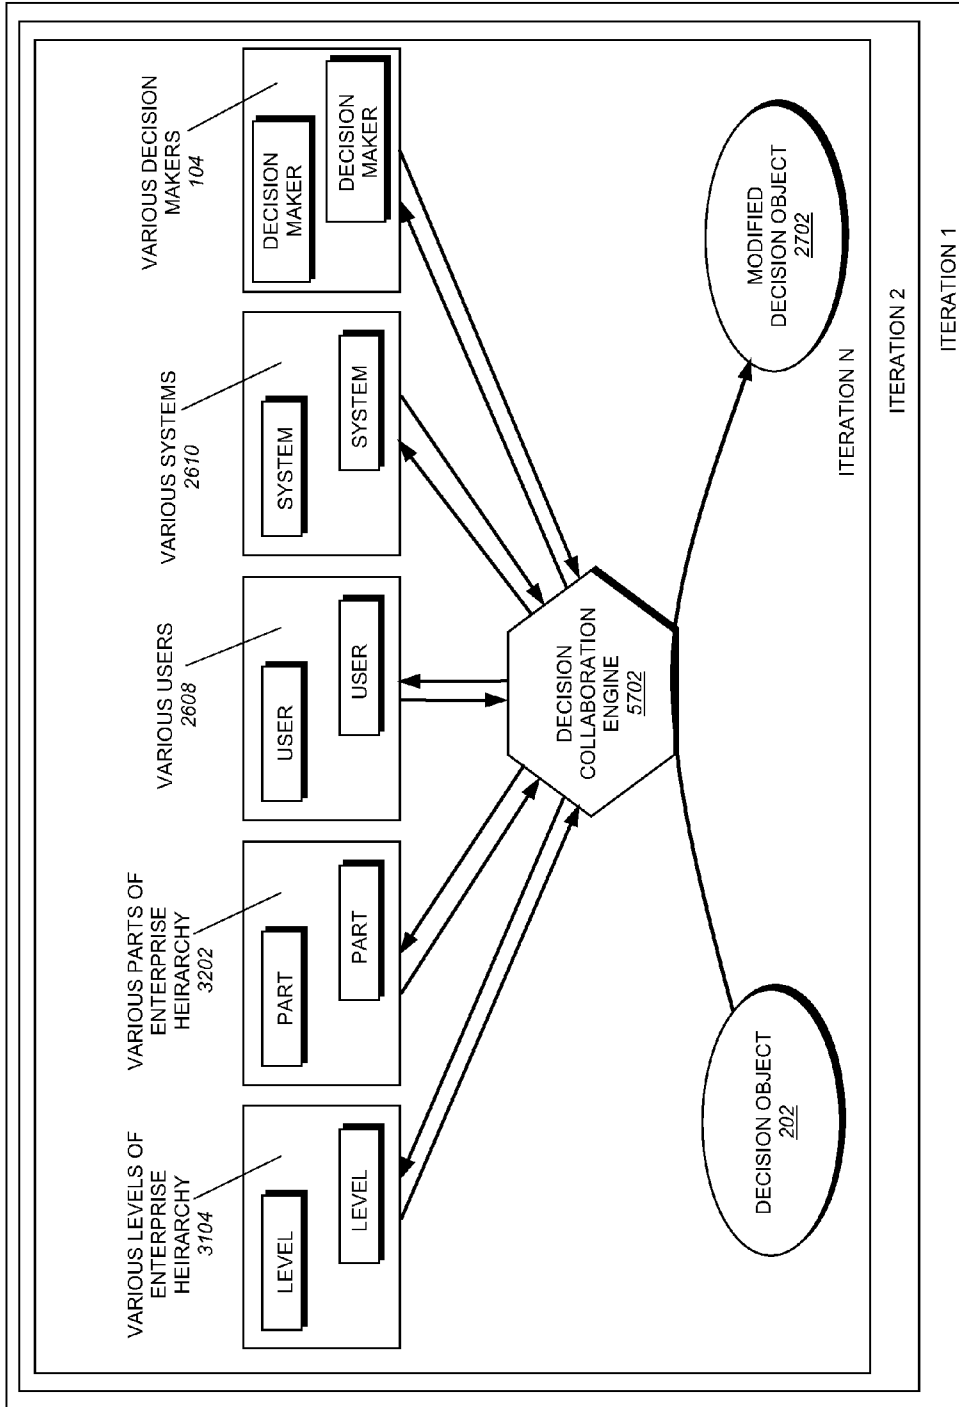 VARIOUS LEVELS OF
ENTERPRISE
HEIRARCHY
3104
LEVEL
LEVEL
VARIOUS PARTS OF
ENTERPRISE
HEIRARCHY
3202
PART
PART
VARIOUS USERS
2608
USER
USER
VARIOUS SYSTEMS
2610
SYSTEM
SYSTEM
VARIOUS DECISION
MAKERS
104
DECISION
MAKER
DECISION
MAKER
DECISION
COLLABORATION
ENGINE
5702
DECISION OBJECT
202
MODIFIED
DECISION OBJECT
2702
ITERATION N
ITERATION 2
ITERATION 1